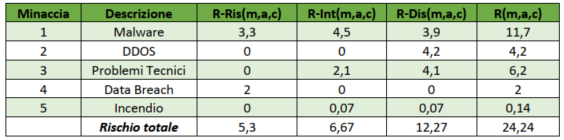 Minaccia Descrizione R-Ris(m,a,c) R-Int(m,a,c) R-Dis(m,a,c) R(m,a,c)
1 Malware 3,3 4,5 3,9 11,7
2 DDOS 0 0 4,2 4,2
3 Problemi Tecnici 0 2,1 4,1 6,2
4 Data Breach 2 0 0 2
5 Incendio 0 0,07 0,07 0,14
Rischio totale 5,3 6,67 12,27 24,24